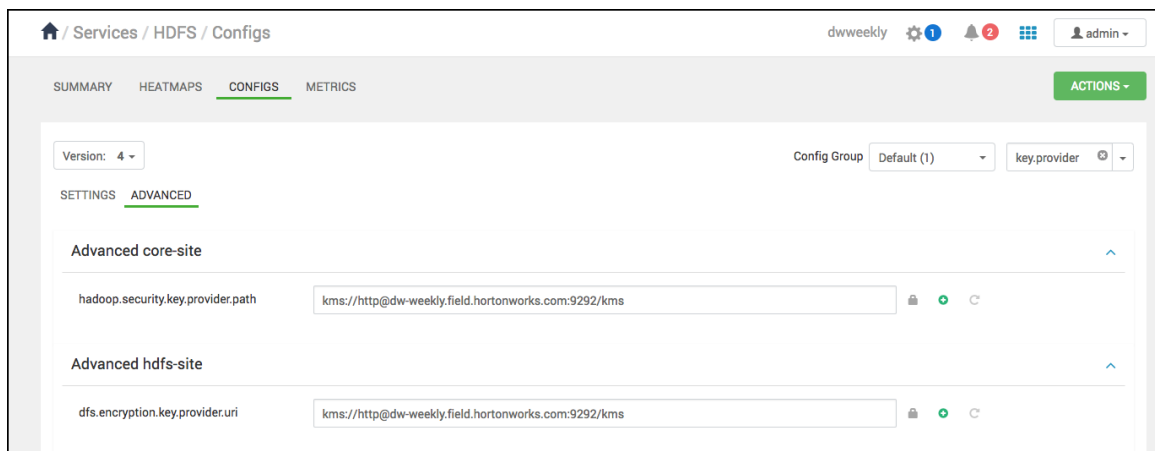 / Services / HDFS / Configs
dwweekly 1 2 admin
SUMMARY HEATMAPS CONFIGS METRICS
ACTIONS
Version: 4
Config Group Default (1) key.provider
SETTINGS ADVANCED
Advanced core-site
hadoop.security.key.provider.path kms://http@dw-weekly.field.hortonworks.com:9292/kms
Advanced hdfs-site
dfs.encryption.key.provider.uri kms://http@dw-weekly.field.hortonworks.com:9292/kms